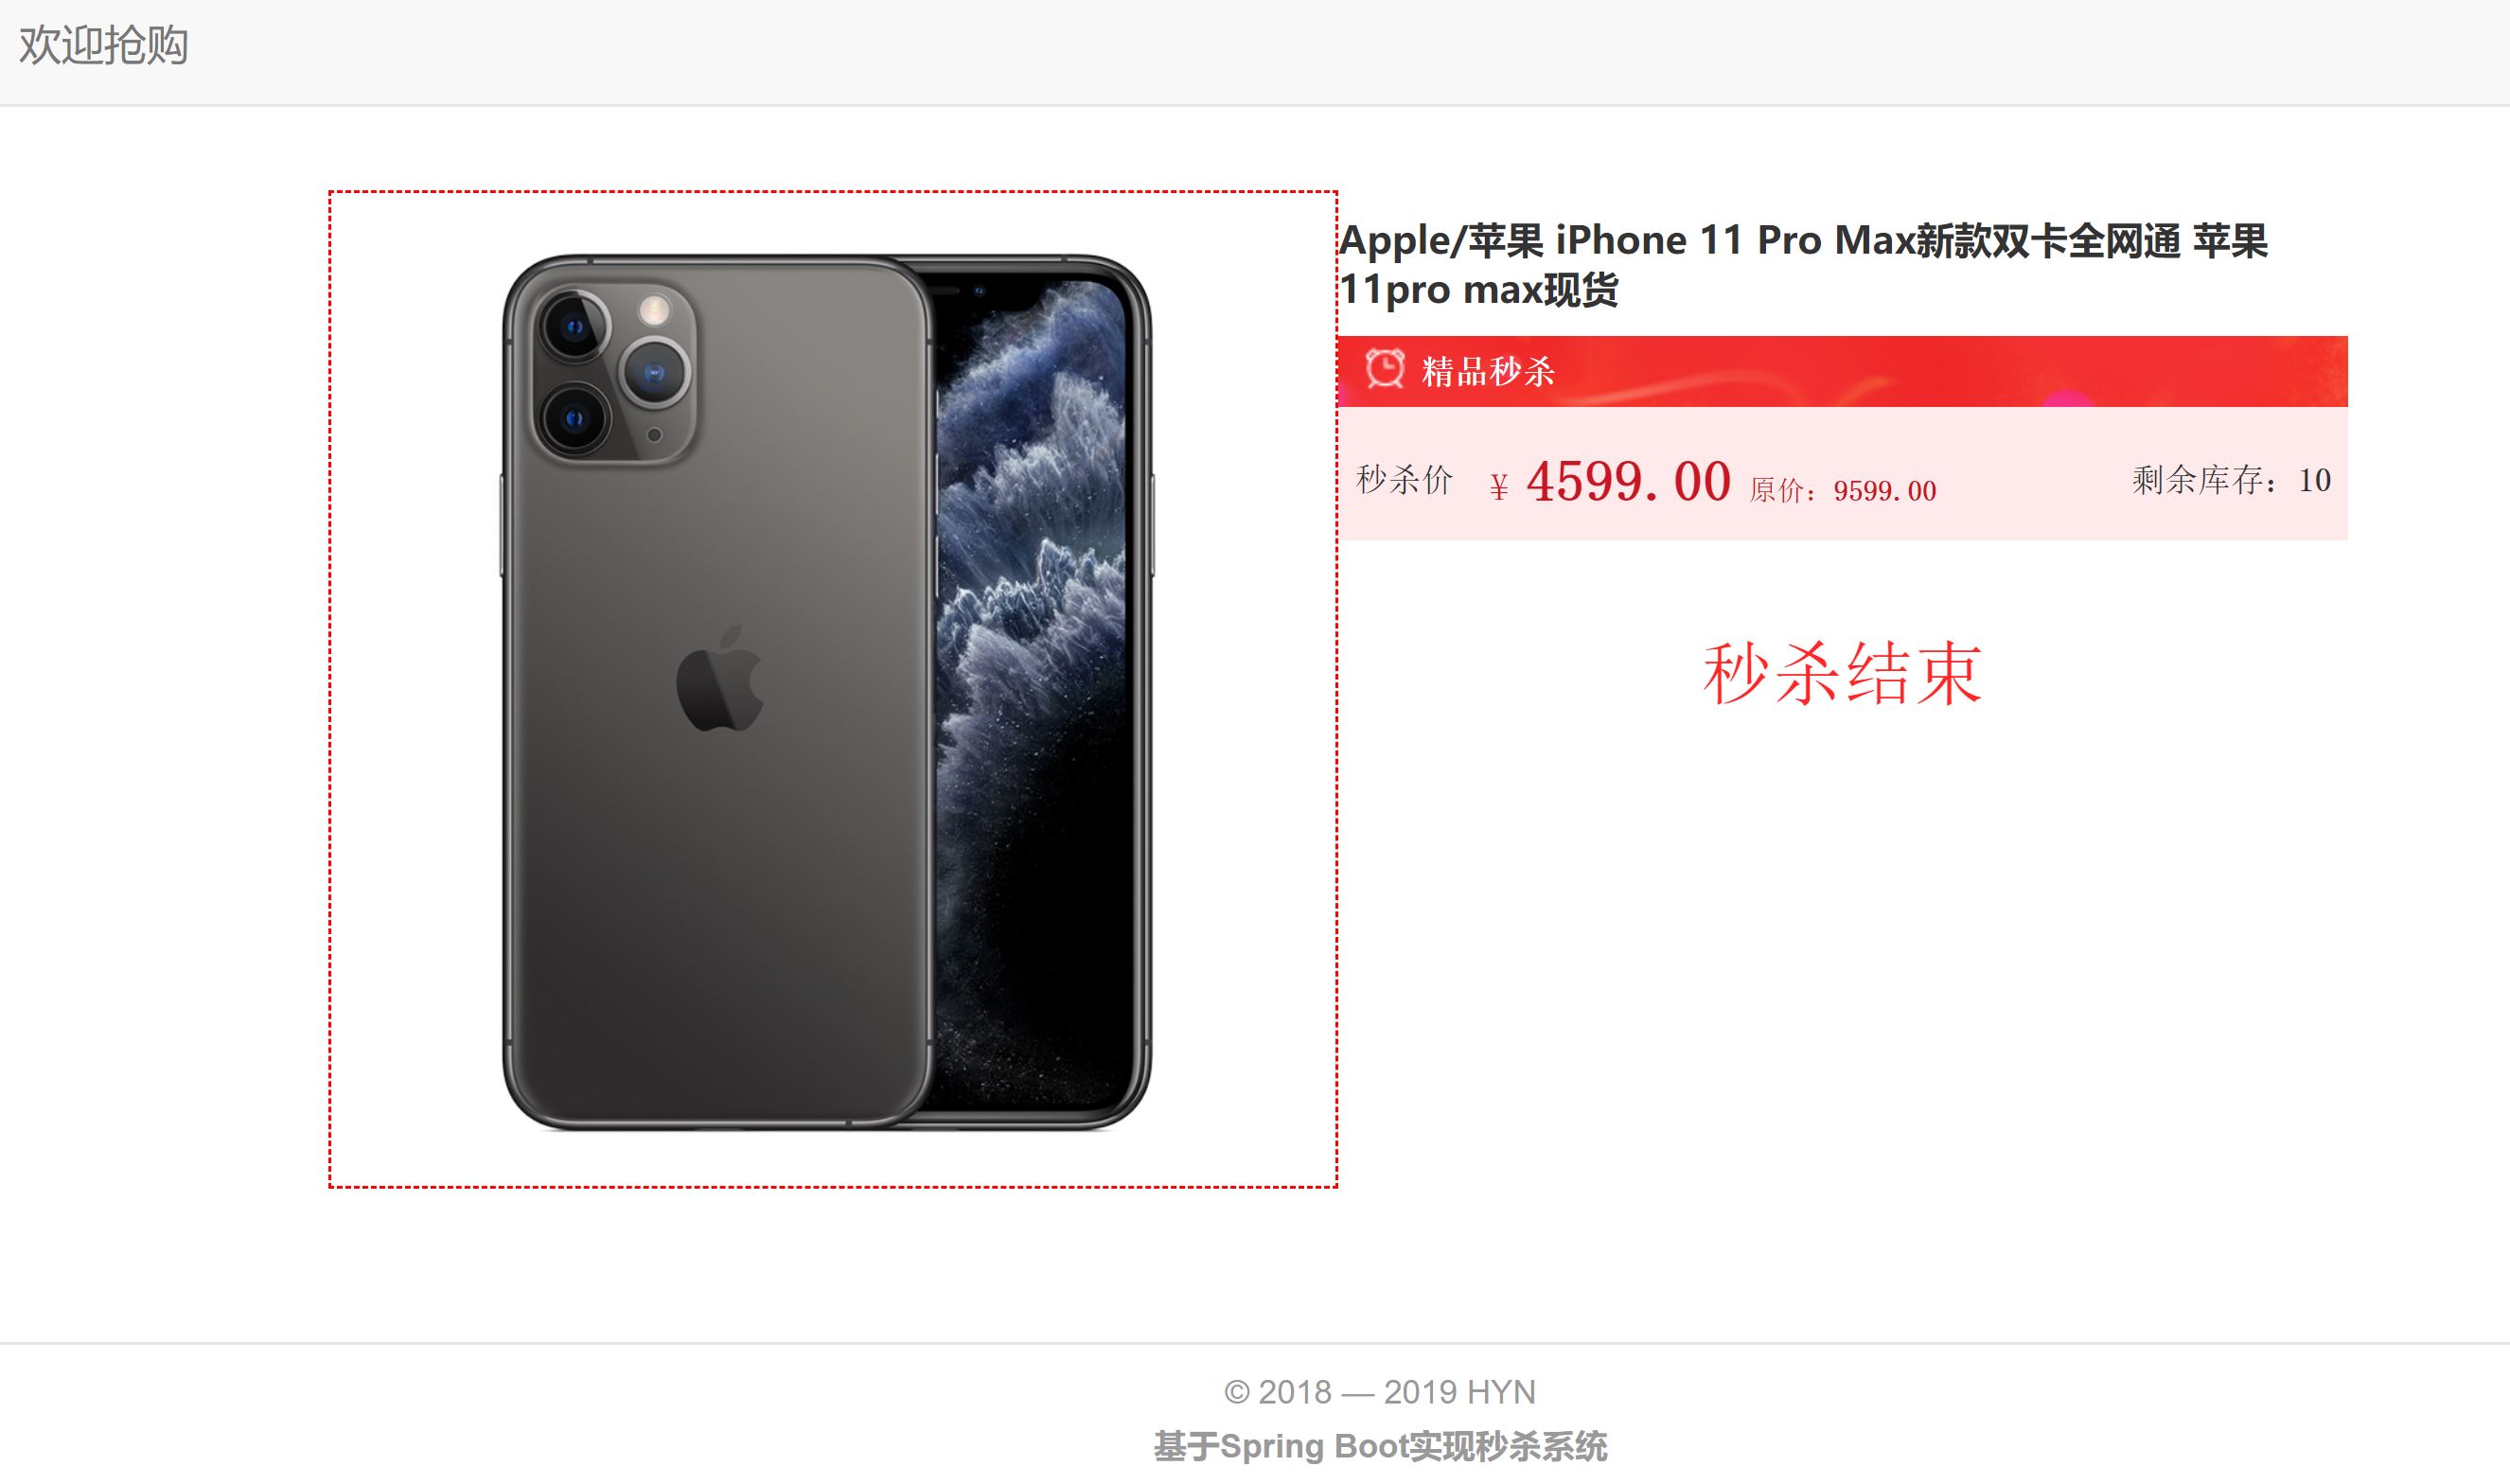 欢迎抢购
Apple/苹果 iPhone 11 Pro Max新款双卡全网通 苹果
11pro max现货
精品秒杀
秒杀价 ¥ 4599.00 原价：9599.00 剩余库存：10
秒杀结束
© 2018 — 2019 HYN
基于Spring Boot实现秒杀系统